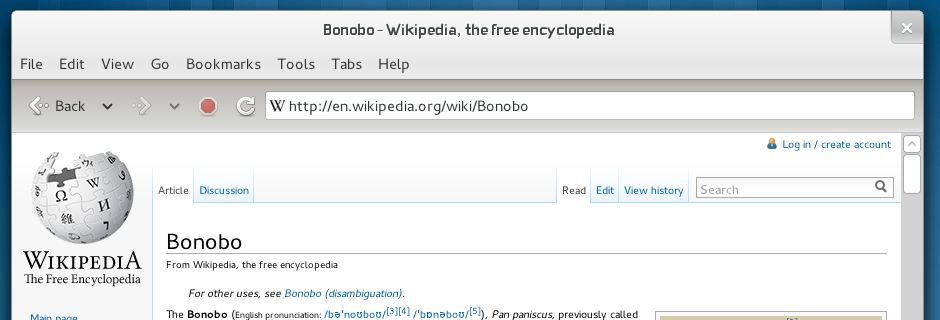 Bonobo - Wikipedia, the free encyclopedia
File Edit View Go Bookmarks Tools Tabs Help
Back W http://en.wikipedia.org/wiki/Bonobo
Log in / create account
Article Discussion Read Edit View history Search
Ω W И 維
WIKIPEDIA
The Free Encyclopedia
Bonobo
From Wikipedia, the free encyclopedia
For other uses, see Bonobo (disambiguation).
Main page
The Bonobo (English pronunciation: /bəˈnoʊboʊ/[3][4] /ˈbɒnəboʊ/[5]), Pan paniscus, previously called